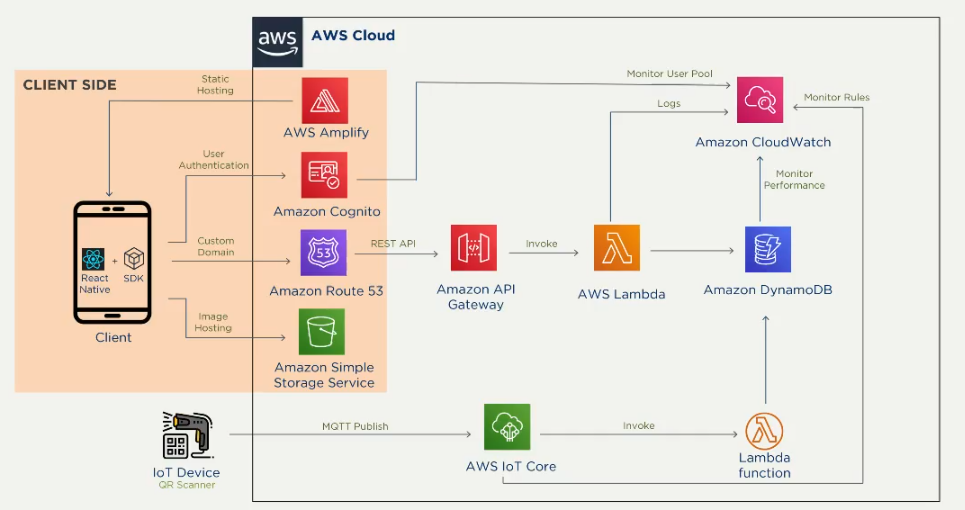 aws
AWS Cloud
CLIENT SIDE
Static
Hosting
AWS Amplify
User
Authentication
Amazon Cognito
Custom
Domain
53
Amazon Route 53
Image
Hosting
Amazon Simple
Storage Service
React
Native
+
SDK
Client
REST API
Amazon API
Gateway
Invoke
AWS Lambda
Logs
Monitor User Pool
Amazon CloudWatch
Monitor Rules
Monitor
Performance
Amazon DynamoDB
IoT Device
QR Scanner
MQTT Publish
AWS IoT Core
Invoke
Lambda
function